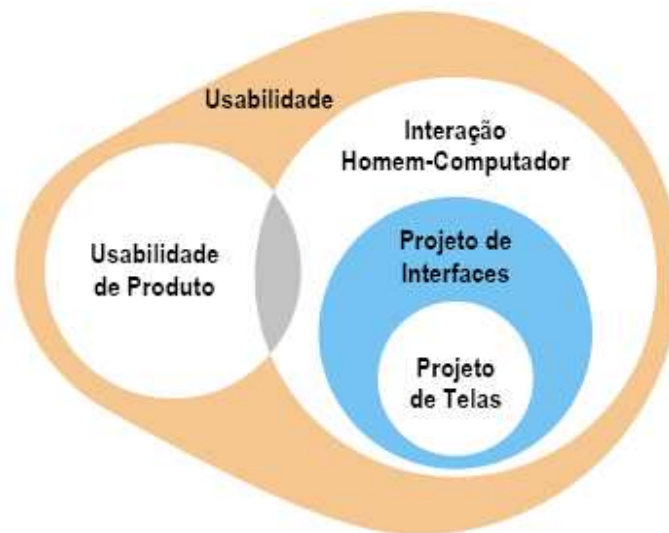 Usabilidade
Interação
Homem-Computador
Usabilidade
de Produto
Projeto de
Interfaces
Projeto
de Telas